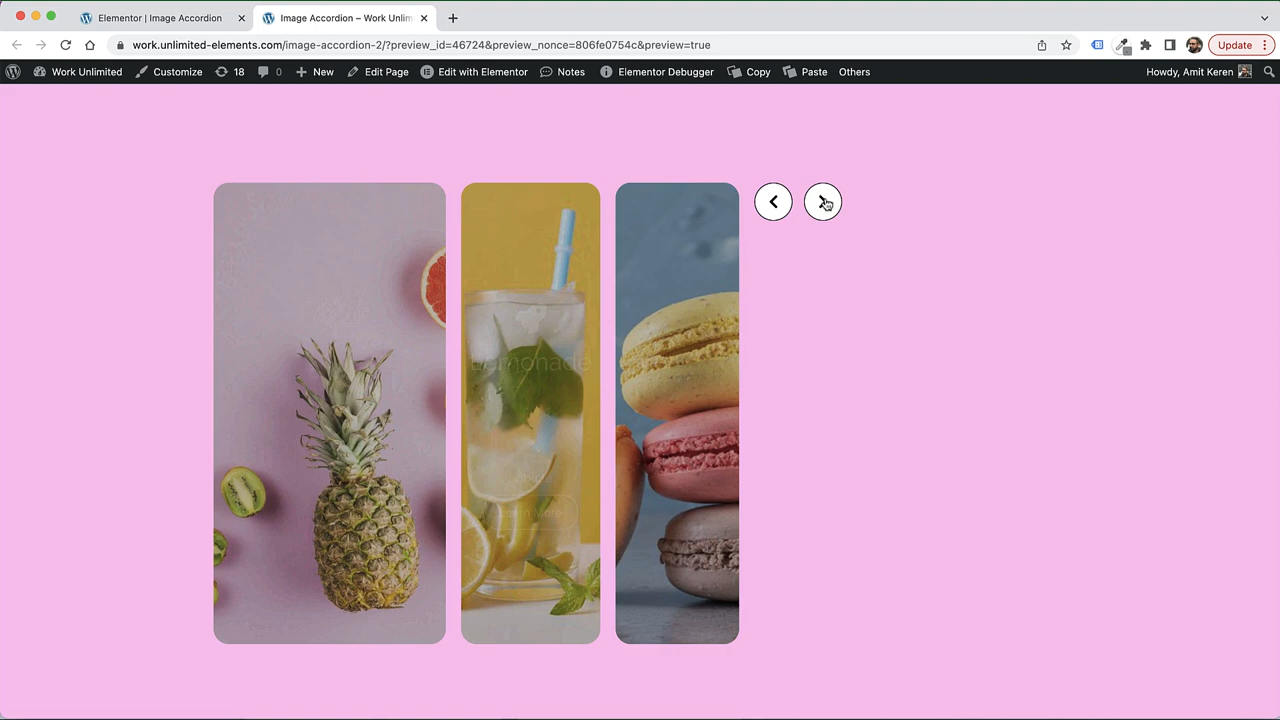 Elementor | Image Accordion
Image Accordion – Work Unlim
work.unlimited-elements.com/image-accordion-2/?preview_id=46724&preview_nonce=806fe0754c&preview=true
Update
Work Unlimited
Customize
18
0
New
Edit Page
Edit with Elementor
Notes
Elementor Debugger
Copy
Paste
Others
Howdy, Amit Keren
Lemonade
Learn More